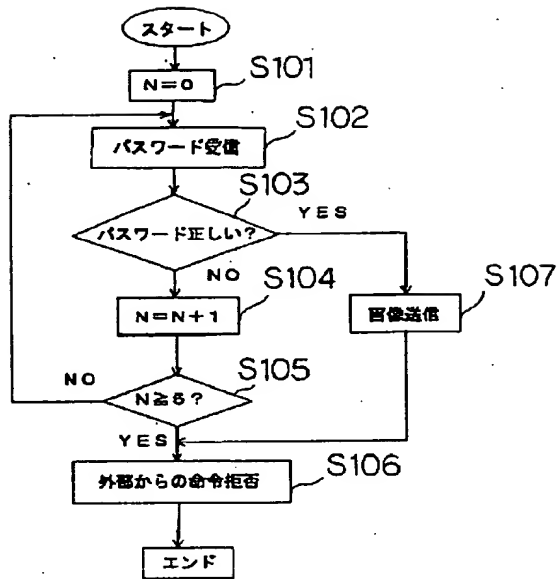 スタート
S101
N=0
S102
パスワード受信
S103
パスワード正しい?
YES
NO
S104
N=N+1
S107
画像送信
S105
NO
N≧5?
YES
S106
外部からの命令拒否
エンド